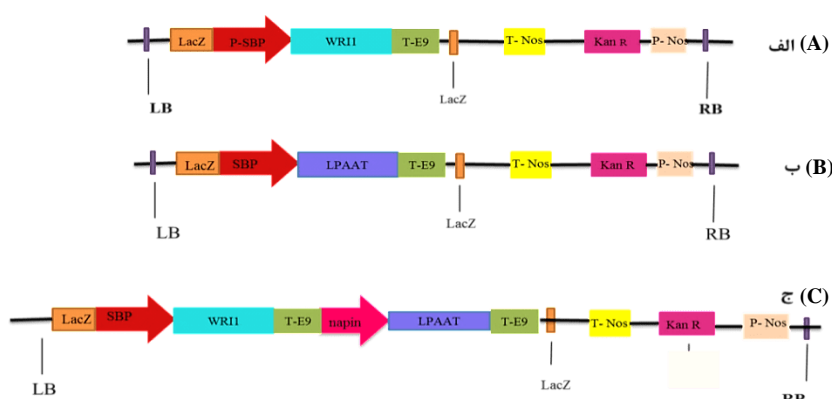 LacZ P-SBP WRI1 T-E9 T- Nos Kan R P- Nos الف (A)
LacZ
LB RB
LacZ SBP LPAAT T-E9 T- Nos Kan R P- Nos ب (B)
LacZ
LB RB
ج (C)
LacZ SBP WRI1 T-E9 napin LPAAT T-E9 T- Nos Kan R P- Nos
LB LacZ RB